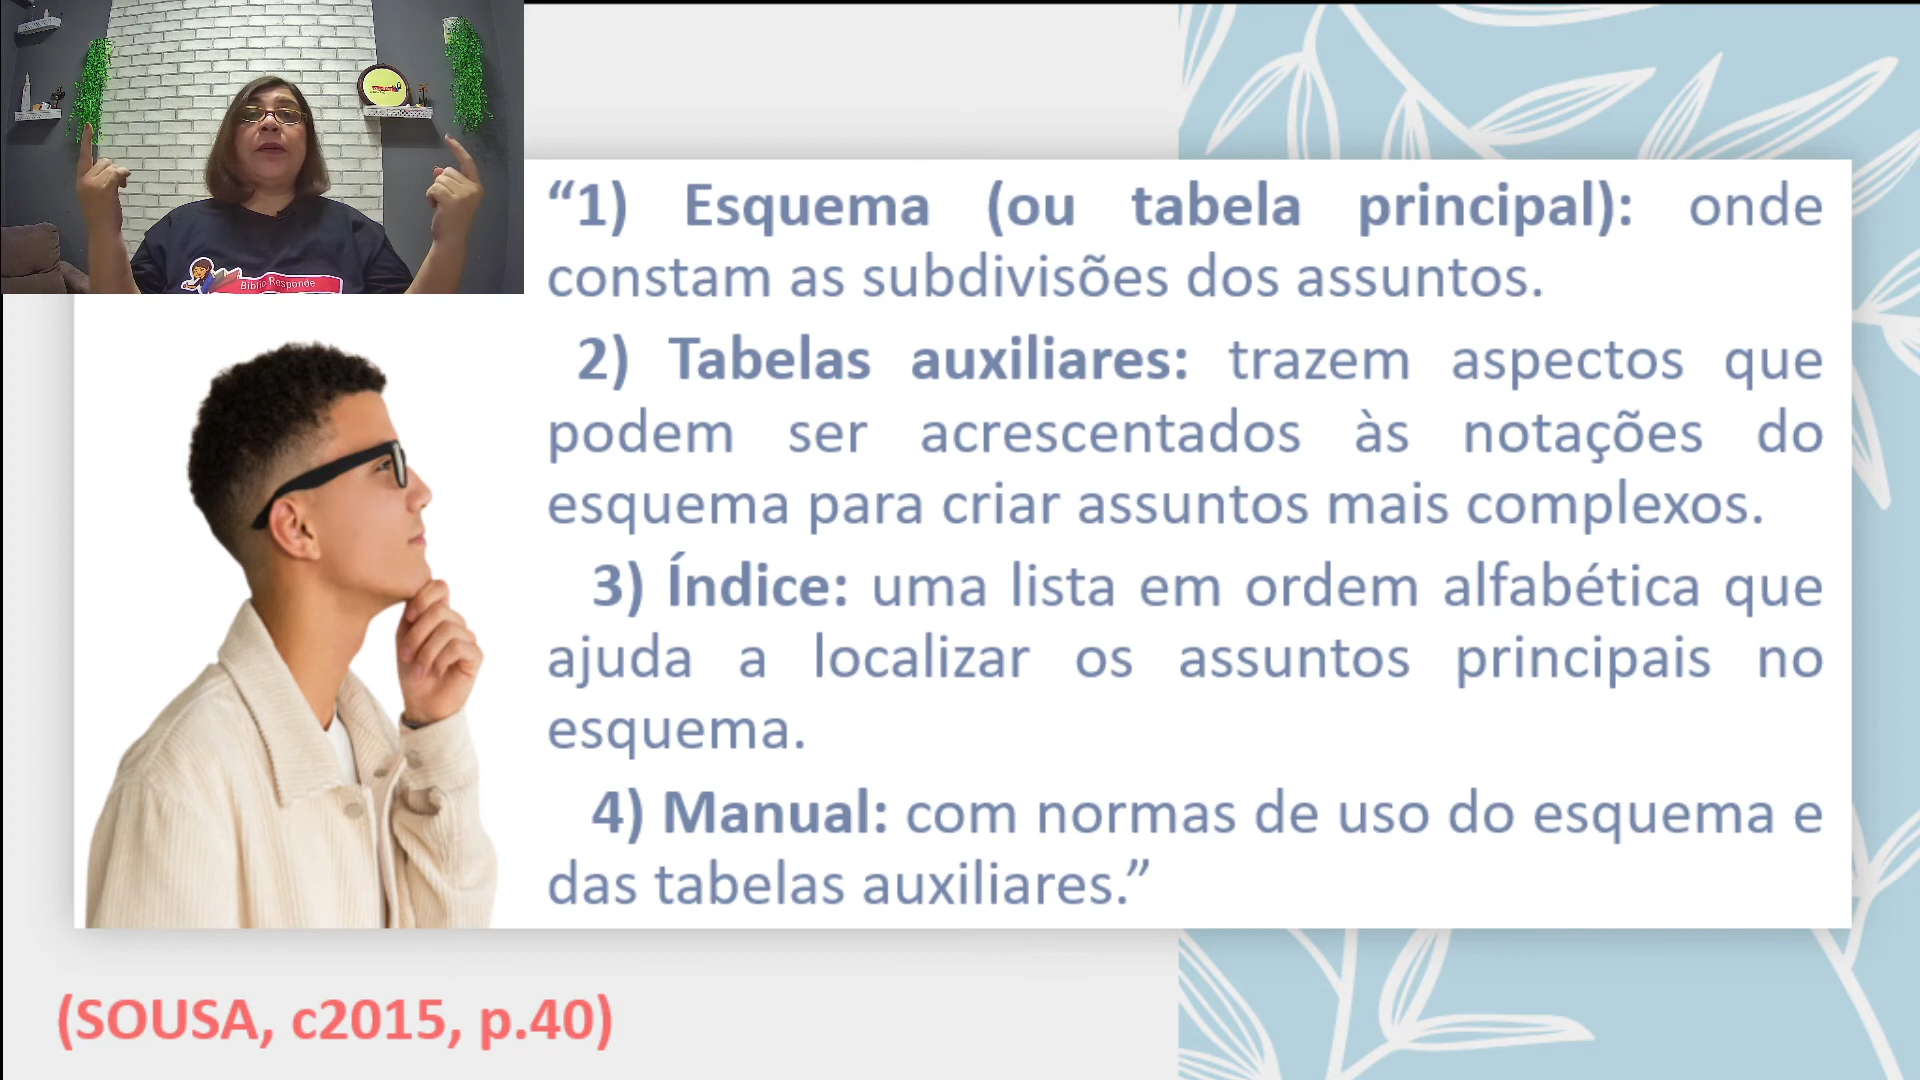 Biblio Responde
“1) Esquema (ou tabela principal): onde
constam as subdivisões dos assuntos.
2) Tabelas auxiliares: trazem aspectos que
podem ser acrescentados às notações do
esquema para criar assuntos mais complexos.
3) Índice: uma lista em ordem alfabética que
ajuda a localizar os assuntos principais no
esquema.
4) Manual: com normas de uso do esquema e
das tabelas auxiliares.”
(SOUSA, c2015, p.40)